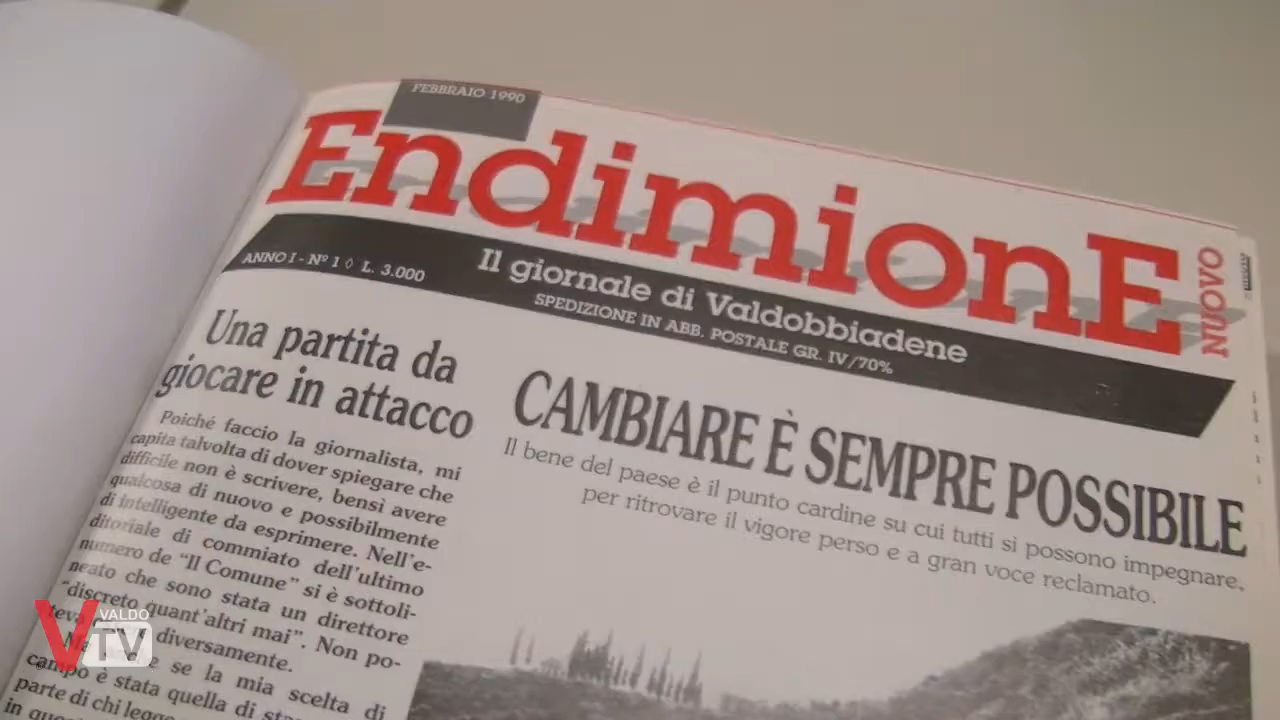 FEBBRAIO 1990
EndimionE
NUOVO
ANNO I - Nº 1 ◊ L. 3.000
Il giornale di Valdobbiadene
SPEDIZIONE IN ABB. POSTALE GR. IV/70%
Una partita da
giocare in attacco
Poiché faccio la giornalista, mi
capita talvolta di dover spiegare che
difficile non è scrivere, bensì avere
qualcosa di nuovo e possibilmente
di intelligente da esprimere. Nell'e-
ditoriale di commiato dell'ultimo
numero de "Il Comune" si è sottoli-
neato che sono stata un direttore
"discreto quant'altri mai". Non po-
diversamente.
se la mia scelta di
campo è stata quella di
parte di chi
in
CAMBIARE È SEMPRE POSSIBILE
Il bene del paese è il punto cardine su cui tutti si possono impegnare,
per ritrovare il vigore perso e a gran voce reclamato.
VALDO
VTV